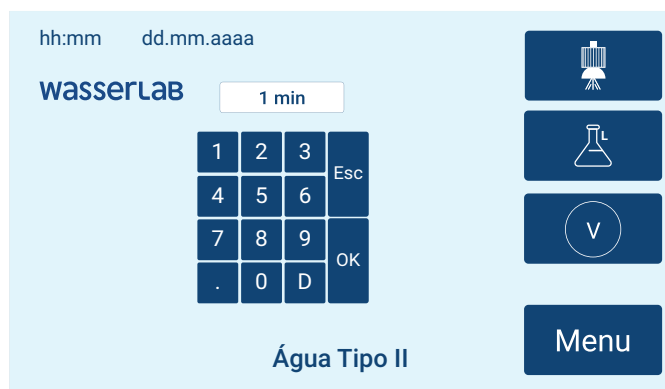 hh:mm dd.mm.aaaa
wasserLAB
1 min
1 2 3 Esc
4 5 6
7 8 9 OK
. 0 D
L
V
Menu
Água Tipo II